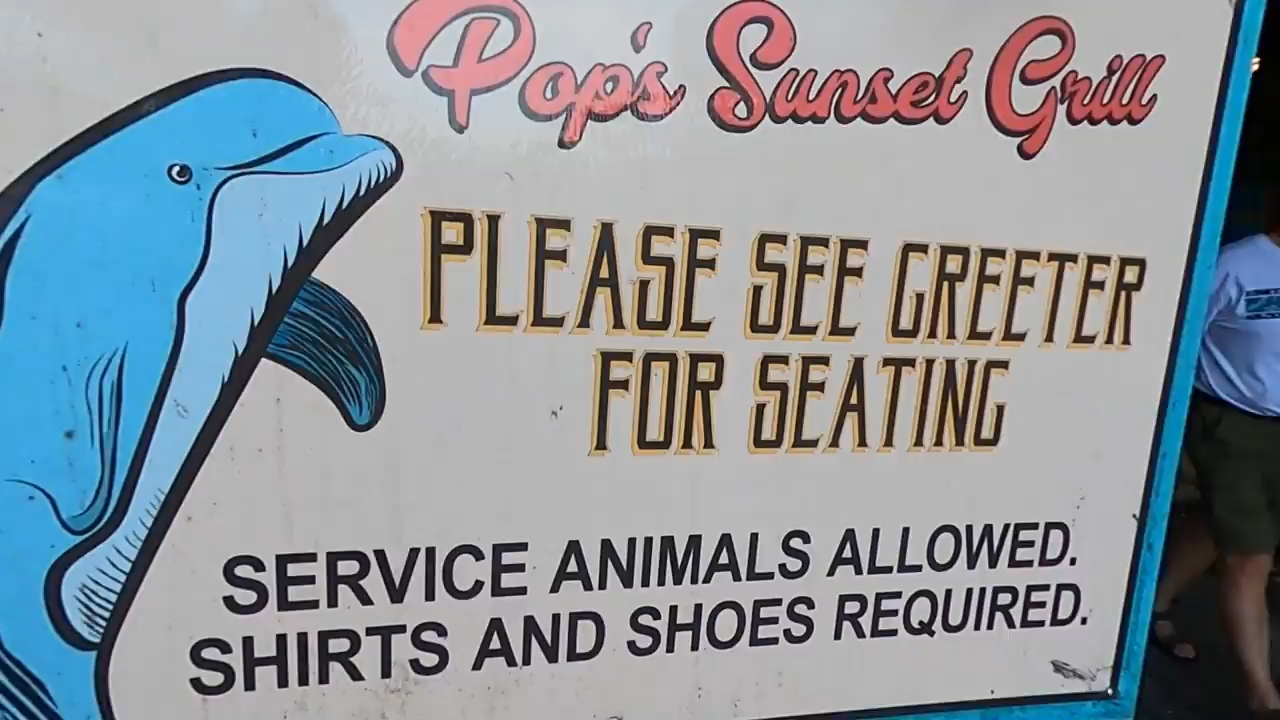 Pop's Sunset Grill
PLEASE SEE GREETER
FOR SEATING
SERVICE ANIMALS ALLOWED.
SHIRTS AND SHOES REQUIRED.